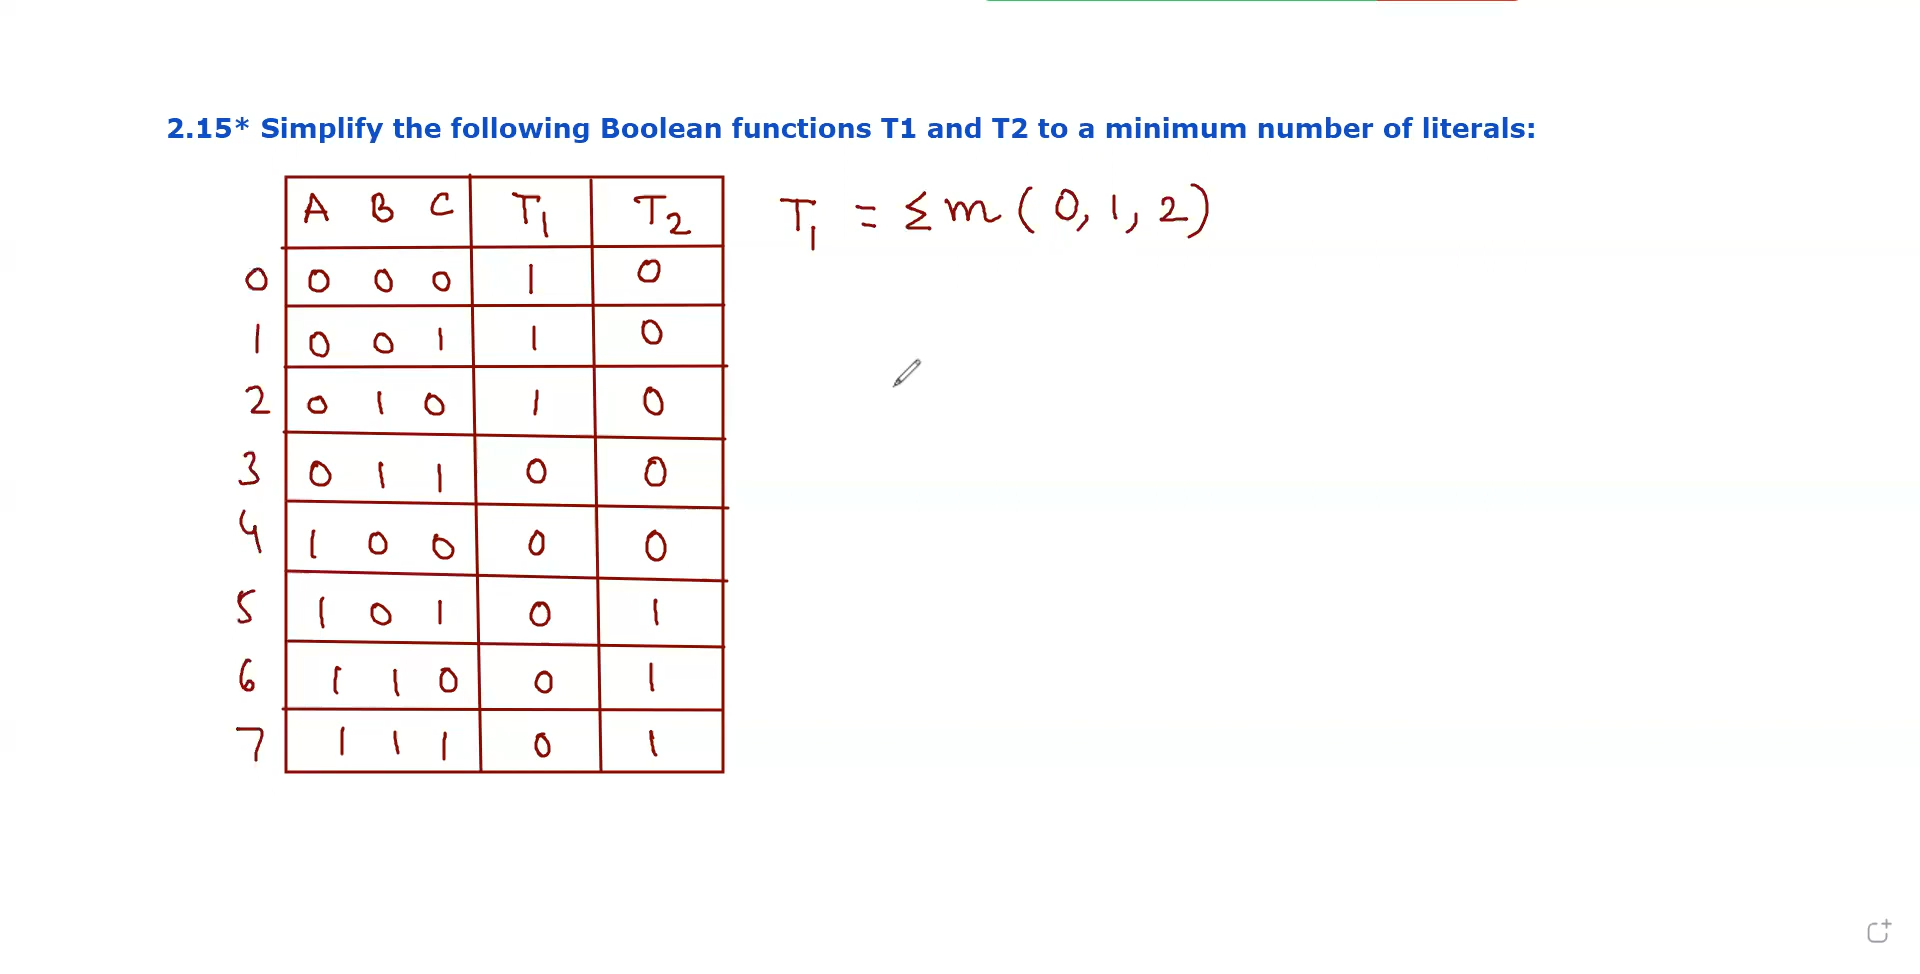 2.15* Simplify the following Boolean functions T1 and T2 to a minimum number of literals:
A B C T1 T2
T1 = Σm(0,1,2)
0 0 0 0 1 0
1 0 0 1 1 0
2 0 1 0 1 0
3 0 1 1 0 0
4 1 0 0 0 0
5 1 0 1 0 1
6 1 1 0 0 1
7 1 1 1 0 1